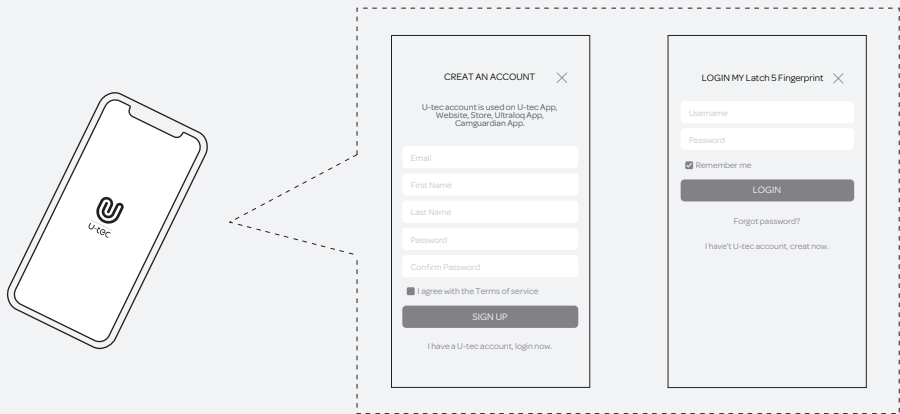 U-tec
CREAT AN ACCOUNT
U-tec account is used on U-tec App,
Website, Store, Ultraloq App,
Camguardian App.
Email
First Name
Last Name
Password
Confirm Password
I agree with the Terms of service
SIGN UP
I have a U-tec account, login now.
LOGIN MY Latch 5 Fingerprint
Username
Password
Remember me
LOGIN
Forgot password?
I hav't U-tec account, creat now.